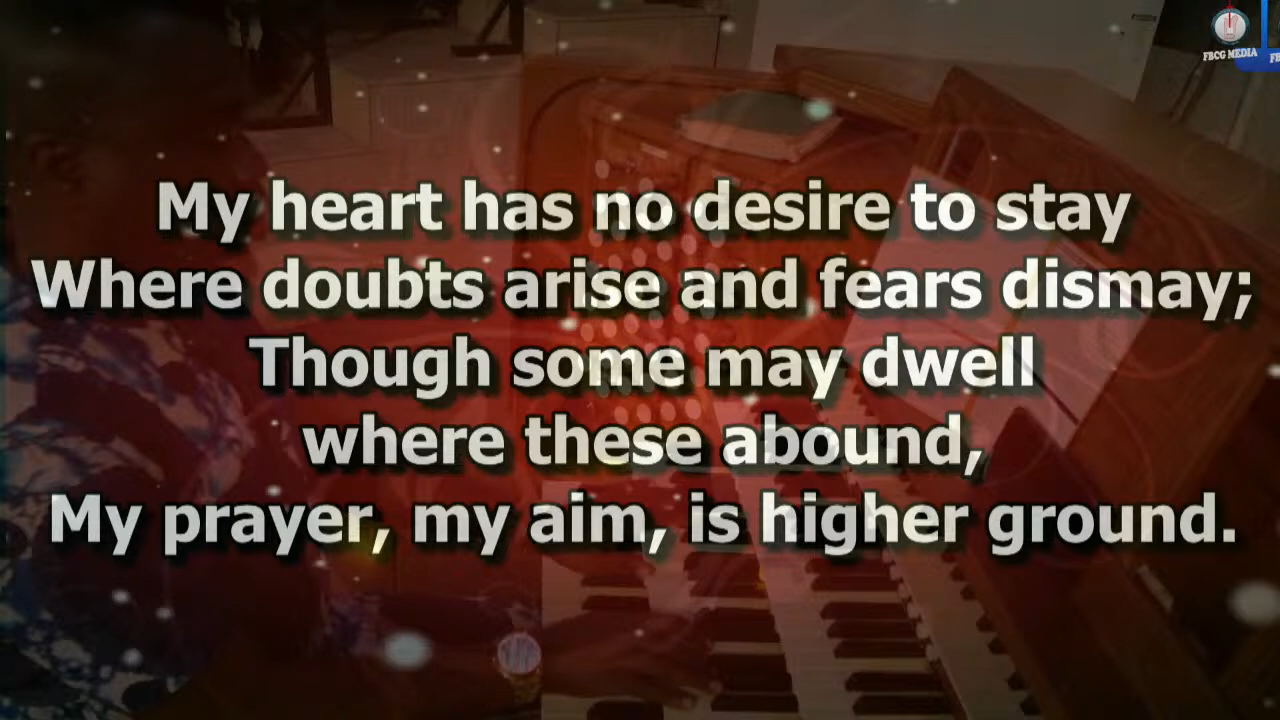 FBCG MEDIA
My heart has no desire to stay
Where doubts arise and fears dismay;
Though some may dwell
where these abound,
My prayer, my aim, is higher ground.